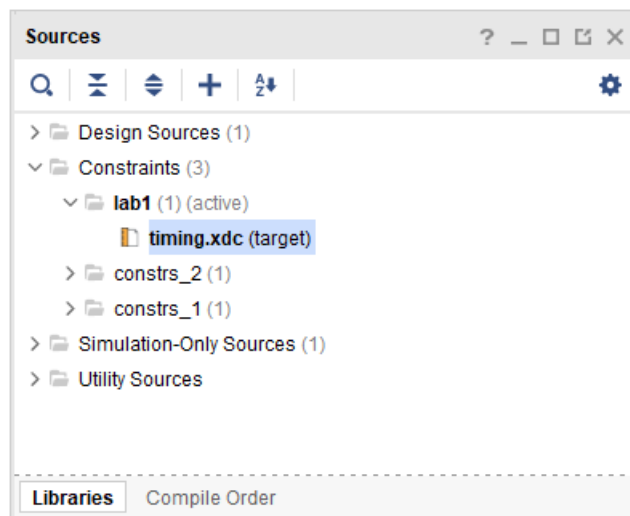 Sources
Design Sources (1)
Constraints (3)
lab1 (1) (active)
timing.xdc (target)
constrs_2 (1)
constrs_1 (1)
Simulation-Only Sources (1)
Utility Sources
Libraries Compile Order